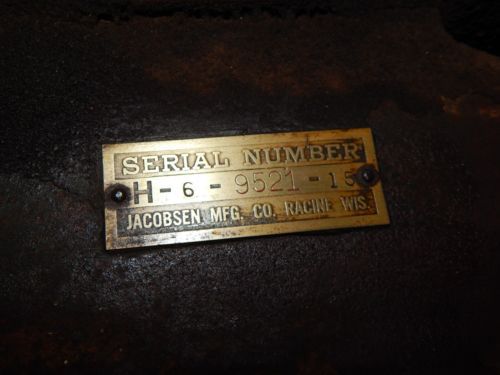 SERIAL NUMBER
H-6-9521-15
JACOBSEN MFG. CO. RACINE WIS.